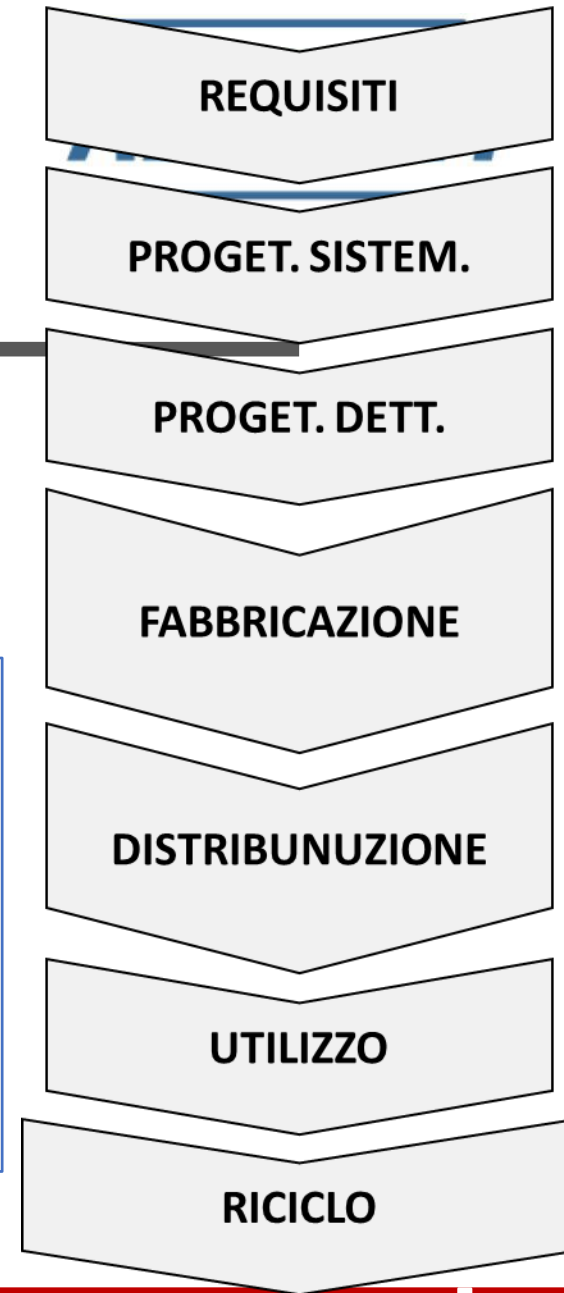 REQUISITI
PROGET. SISTEM.
PROGET. DETT.
FABBRICAZIONE
DISTRIBUNUZIONE
UTILIZZO
RICICLO